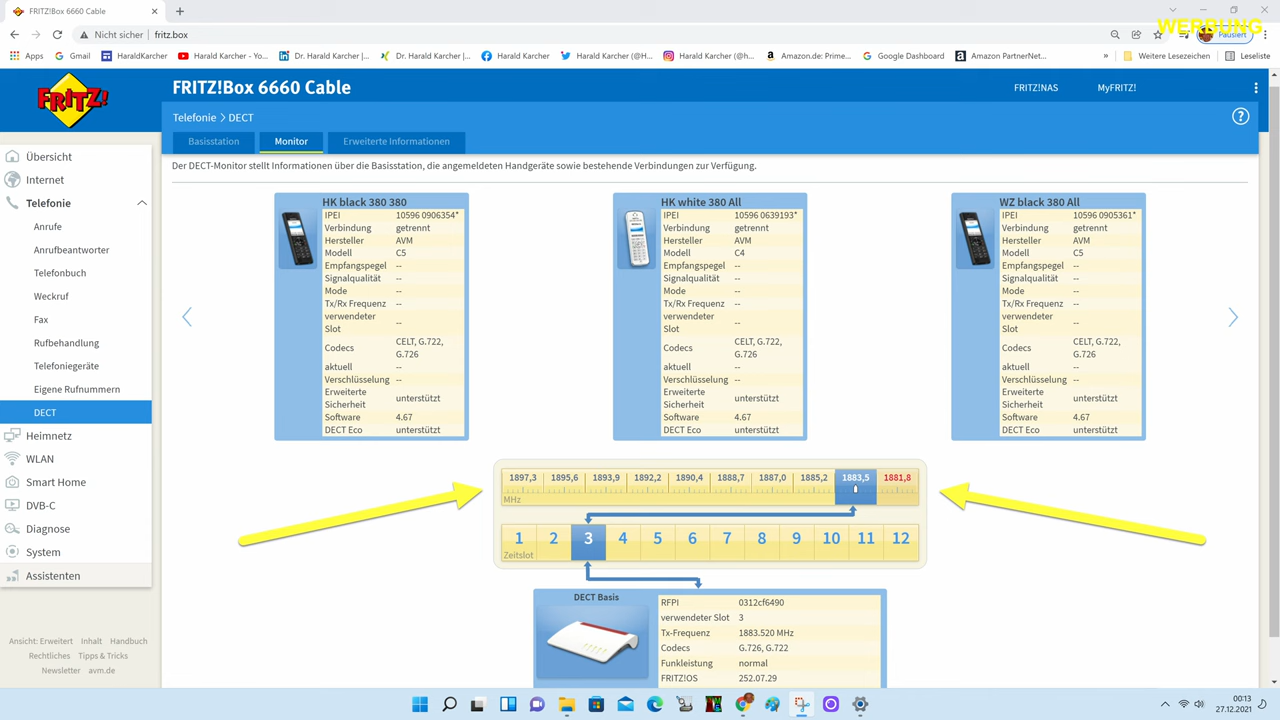 FRITZ!Box 6660 Cable
Nicht sicher
fritz.box
WERBUNG
Pausiert
Apps
Gmail
HaraldKarcher
Harald Karcher - Yo...
Dr. Harald Karcher |...
Dr. Harald Karcher |...
Harald Karcher
Harald Karcher (@H...
Harald Karcher (@h...
Amazon.de: Prime...
Google Dashboard
Amazon PartnerNet...
»
Weitere Lesezeichen
Leseliste
FRITZ!
FRITZ!Box 6660 Cable
FRITZ!NAS
MyFRITZ!
Telefonie > DECT
?
Basisstation
Monitor
Erweiterte Informationen
Der DECT-Monitor stellt Informationen über die Basisstation, die angemeldeten Handgeräte sowie bestehende Verbindungen zur Verfügung.
Übersicht
Internet
Telefonie
Anrufe
Anrufbeantworter
Telefonbuch
Weckruf
Fax
Rufbehandlung
Telefoniegeräte
Eigene Rufnummern
DECT
Heimnetz
WLAN
Smart Home
DVB-C
Diagnose
System
Assistenten
Ansicht: Erweitert Inhalt Handbuch
Rechtliches Tipps & Tricks
Newsletter avm.de
HK black 380 380
IPEI 10596 0906354*
Verbindung getrennt
Hersteller AVM
Modell C5
Empfangspegel --
Signalqualität --
Mode --
Tx/Rx Frequenz --
verwendeter
Slot --
Codecs CELT, G.722,
G.726
aktuell --
Verschlüsselung --
Erweiterte
Sicherheit unterstützt
Software 4.67
DECT Eco unterstützt
HK white 380 All
IPEI 10596 0639193*
Verbindung getrennt
Hersteller AVM
Modell C4
Empfangspegel --
Signalqualität --
Mode --
Tx/Rx Frequenz --
verwendeter
Slot --
Codecs CELT, G.722,
G.726
aktuell --
Verschlüsselung --
Erweiterte
Sicherheit unterstützt
Software 4.67
DECT Eco unterstützt
WZ black 380 All
IPEI 10596 0905361*
Verbindung getrennt
Hersteller AVM
Modell C5
Empfangspegel --
Signalqualität --
Mode --
Tx/Rx Frequenz --
verwendeter
Slot --
Codecs CELT, G.722,
G.726
aktuell --
Verschlüsselung --
Erweiterte
Sicherheit unterstützt
Software 4.67
DECT Eco unterstützt
1897,3 1895,6 1893,9 1892,2 1890,4 1888,7 1887,0 1885,2 1883,5 1881,8
MHz
1 2 3 4 5 6 7 8 9 10 11 12
Zeitslot
DECT Basis
RFPI 0312cf6490
verwendeter Slot 3
Tx-Frequenz 1883.520 MHz
Codecs G.726, G.722
Funkleistung normal
FRITZ!OS 252.07.29
00:13
27.12.2021